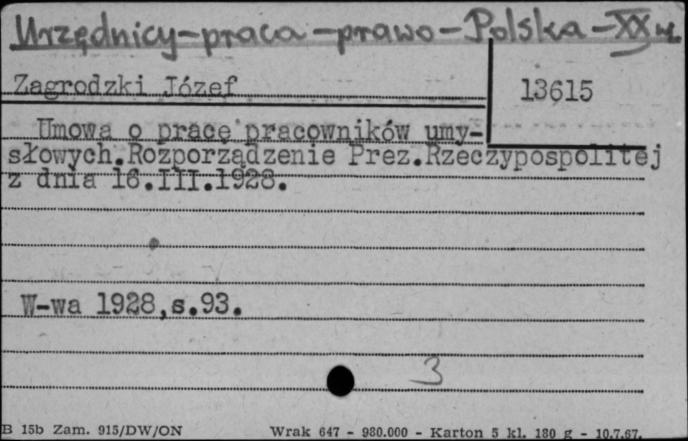 Urzędnicy-praca-prawo-Polska-XX w.
Zagrodzki Józef
13615
Umowa o pracę pracowników umy-
słowych.Rozporządzenie Prez.Rzeczypospolitej
z dnia 16.III.1928.
W-wa 1928,s.93.
3
B 15b Zam. 915/DW/ON Wrak 647 - 980.000 - Karton 5 kl. 180 g - 10.7.67.